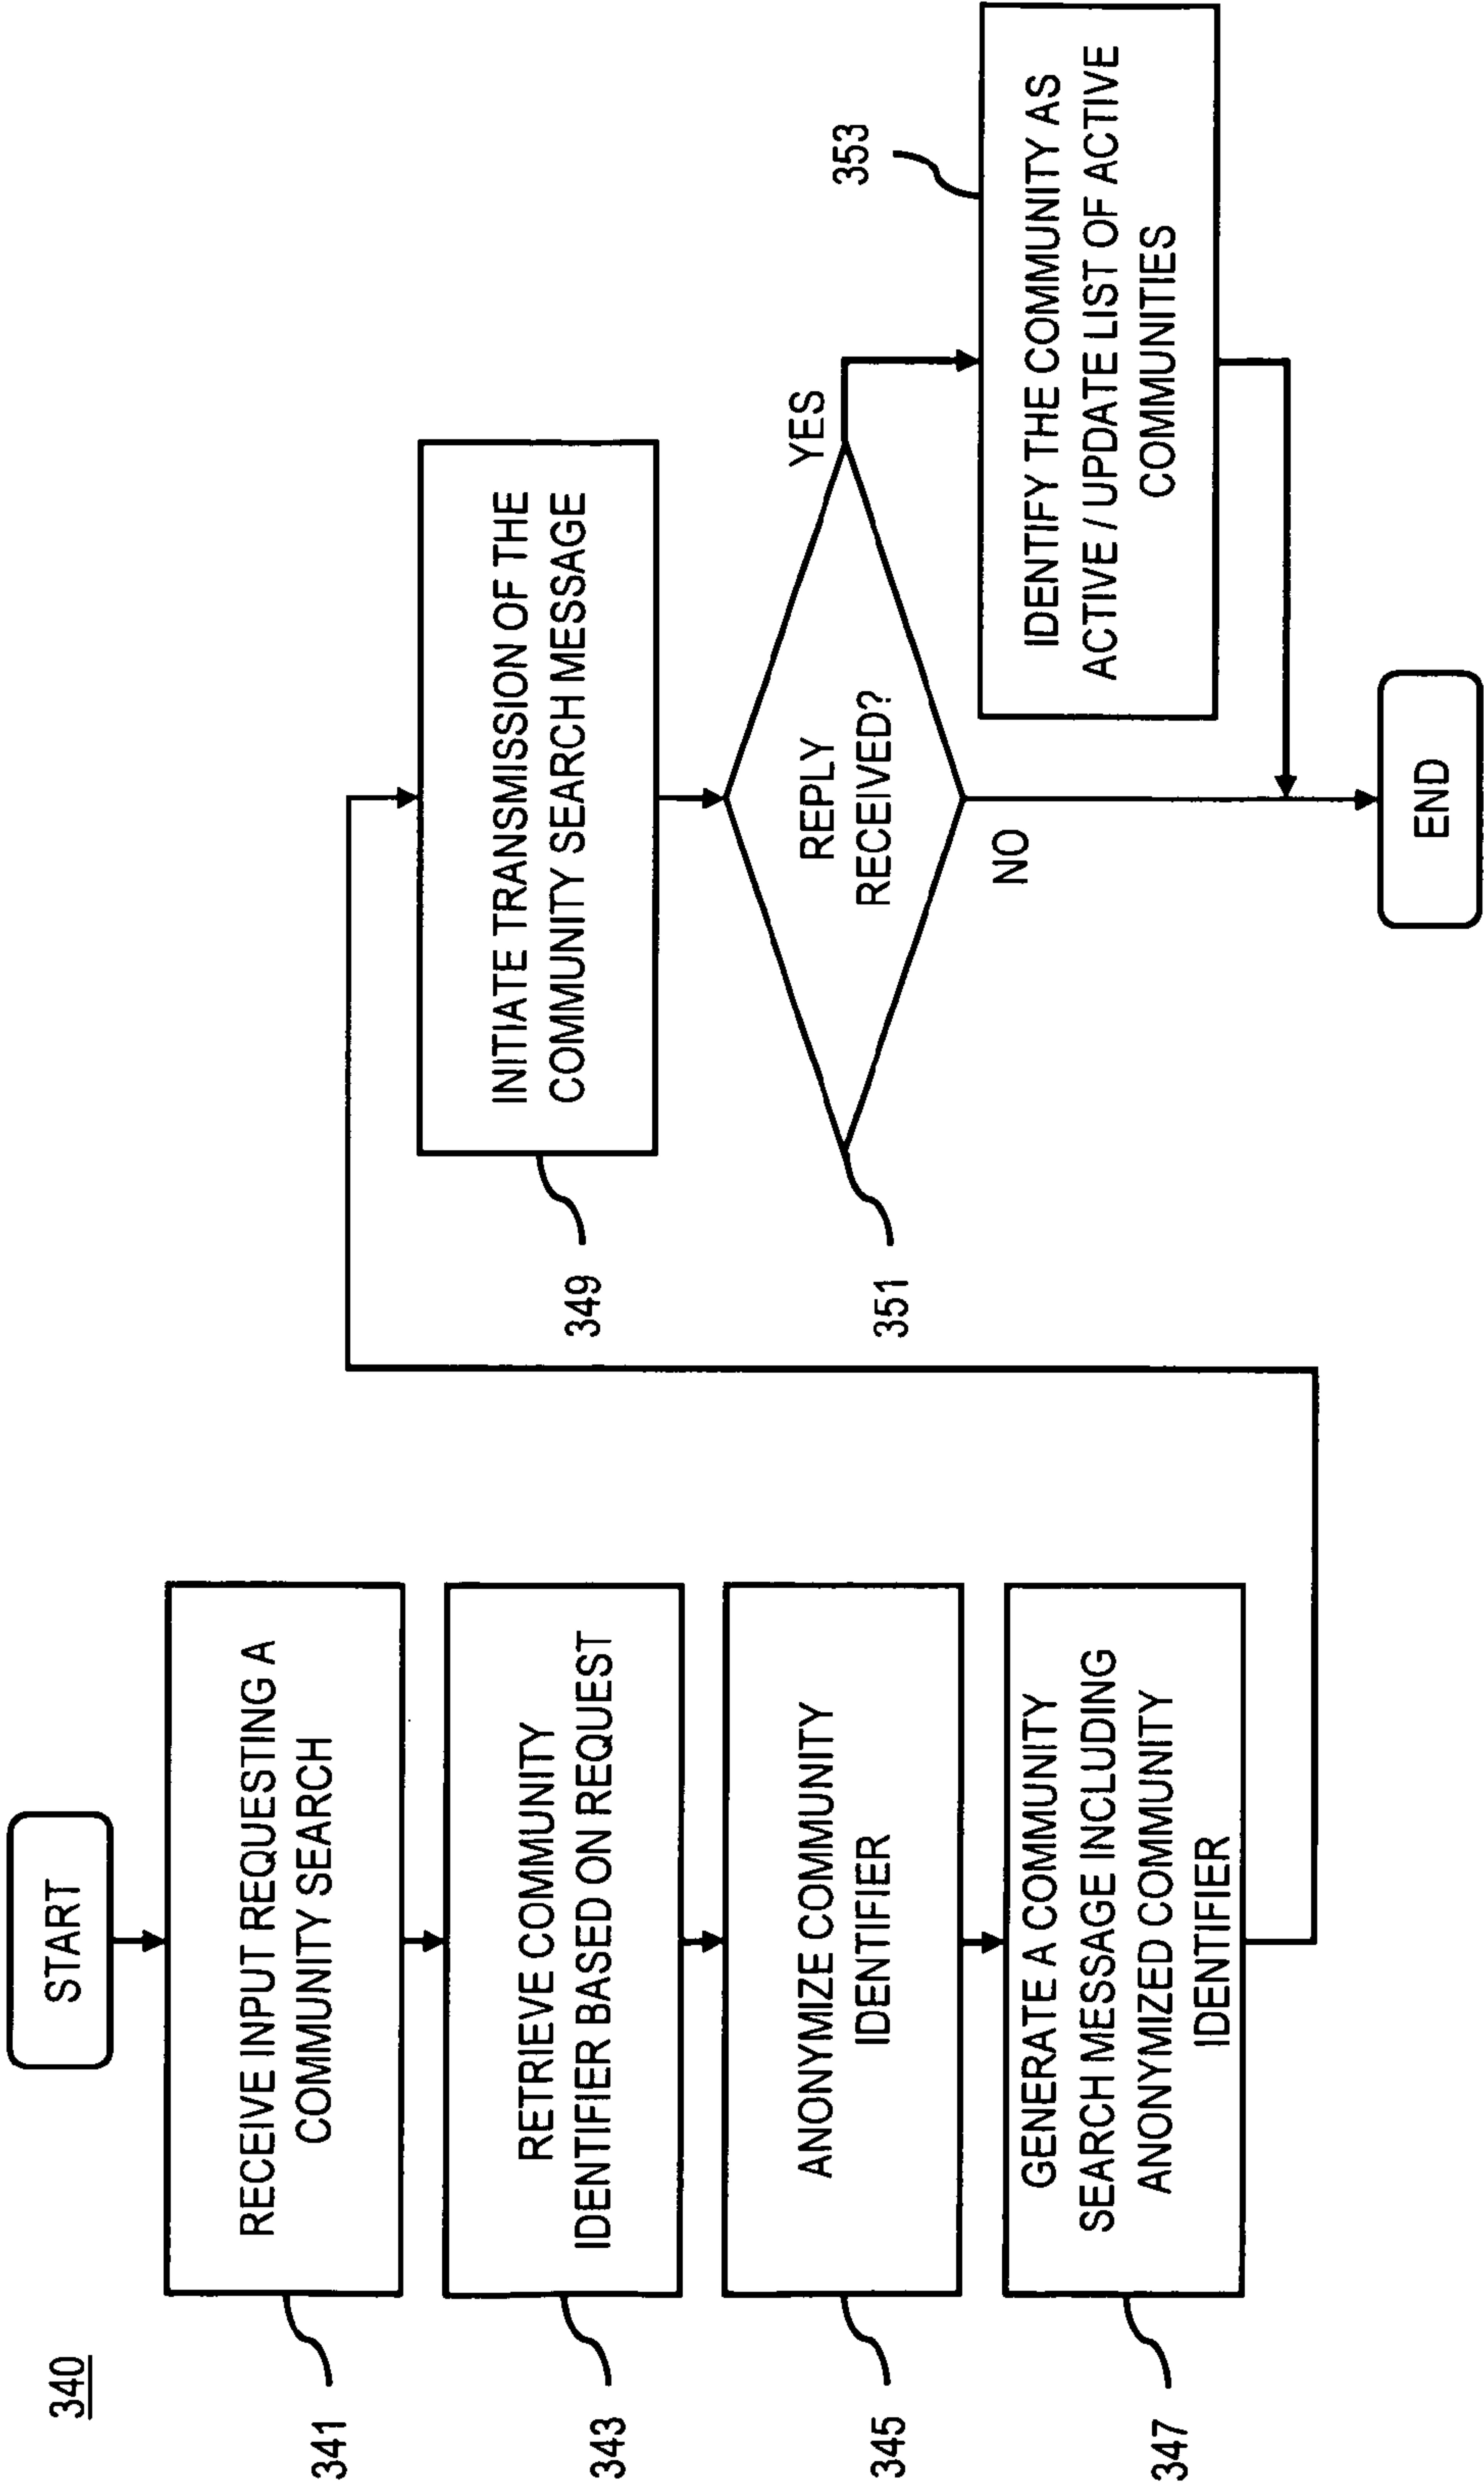 340
START
341
RECEIVE INPUT REQUESTING A
COMMUNITY SEARCH
343
RETRIEVE COMMUNITY
IDENTIFIER BASED ON REQUEST
345
ANONYMIZE COMMUNITY
IDENTIFIER
347
GENERATE A COMMUNITY
SEARCH MESSAGE INCLUDING
ANONYMIZED COMMUNITY
IDENTIFIER
349
INITIATE TRANSMISSION OF THE
COMMUNITY SEARCH MESSAGE
351
REPLY
RECEIVED?
YES
NO
353
IDENTIFY THE COMMUNITY AS
ACTIVE / UPDATE LIST OF ACTIVE
COMMUNITIES
END